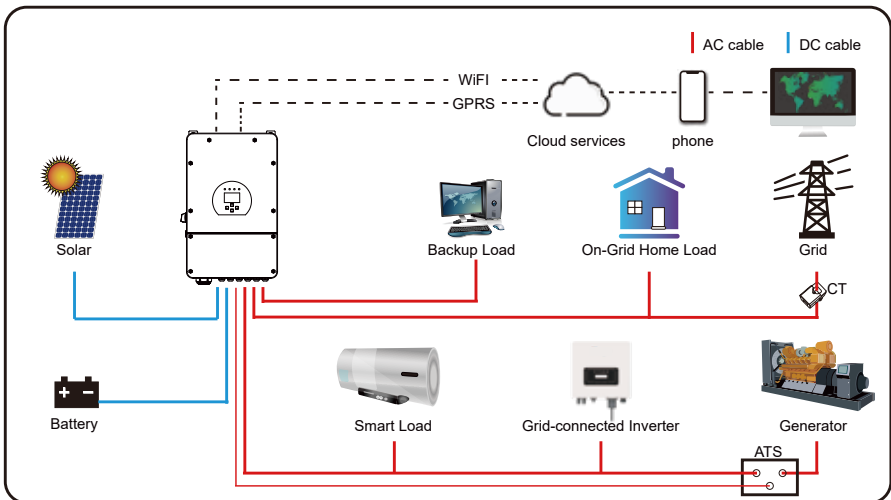 AC cable
DC cable
WiFI
GPRS
Cloud services
phone
Solar
Backup Load
On-Grid Home Load
Grid
CT
Battery
Smart Load
Grid-connected Inverter
Generator
ATS